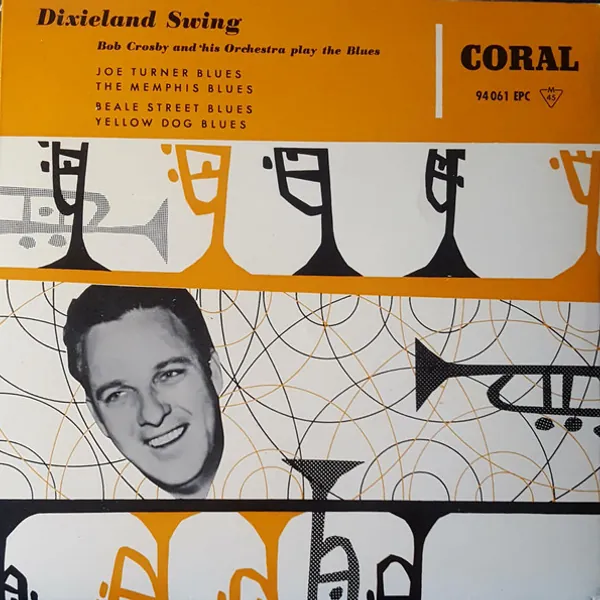 Dixieland Swing
Bob Crosby and his Orchestra play the Blues
JOE TURNER BLUES
THE MEMPHIS BLUES
BEALE STREET BLUES
YELLOW DOG BLUES
CORAL
94 061 EPC
M
45